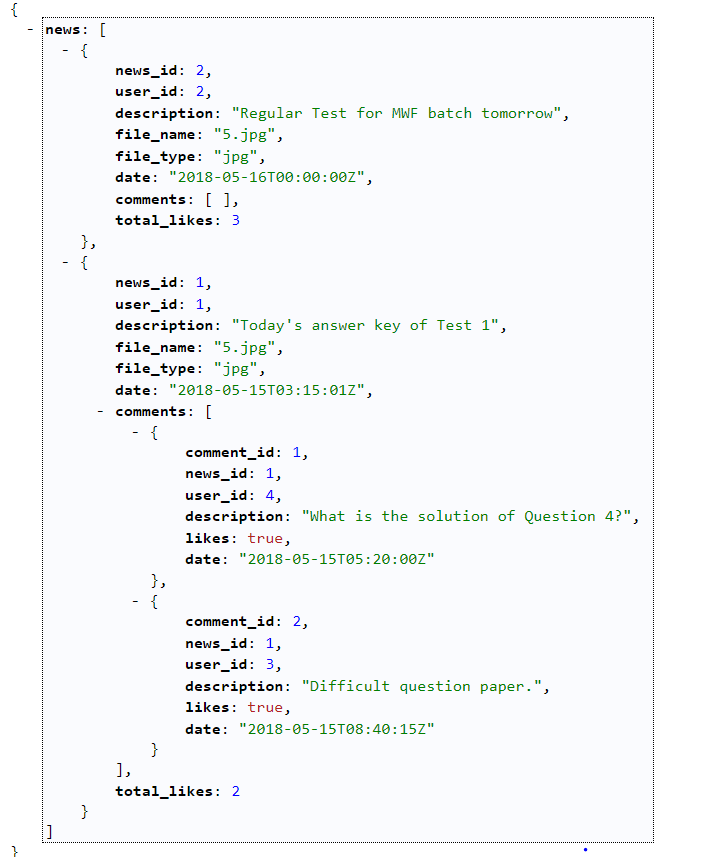 {
- news: [
- {
news_id: 2,
user_id: 2,
description: "Regular Test for MWF batch tomorrow",
file_name: "5.jpg",
file_type: "jpg",
date: "2018-05-16T00:00:00Z",
comments: [ ],
total_likes: 3
},
- {
news_id: 1,
user_id: 1,
description: "Today's answer key of Test 1",
file_name: "5.jpg",
file_type: "jpg",
date: "2018-05-15T03:15:01Z",
- comments: [
- {
comment_id: 1,
news_id: 1,
user_id: 4,
description: "What is the solution of Question 4?",
likes: true,
date: "2018-05-15T05:20:00Z"
},
- {
comment_id: 2,
news_id: 1,
user_id: 3,
description: "Difficult question paper.",
likes: true,
date: "2018-05-15T08:40:15Z"
}
],
total_likes: 2
}
]
}